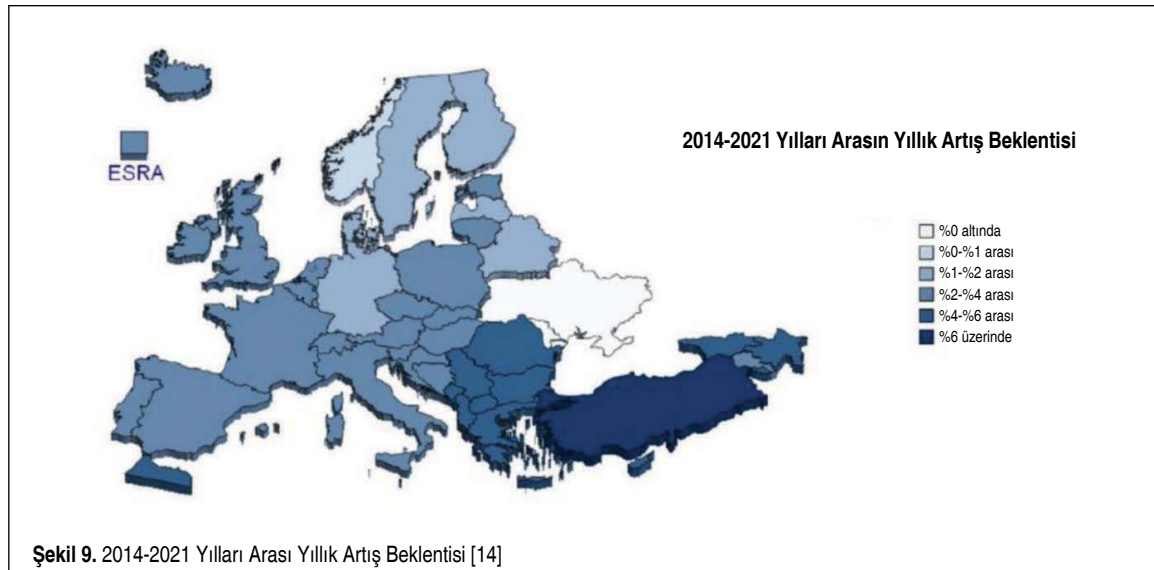 2014-2021 Yılları Arasın Yıllık Artış Beklentisi
ESRA
%0 altında
%0-%1 arası
%1-%2 arası
%2-%4 arası
%4-%6 arası
%6 üzerinde
Şekil 9. 2014-2021 Yılları Arası Yıllık Artış Beklentisi [14]